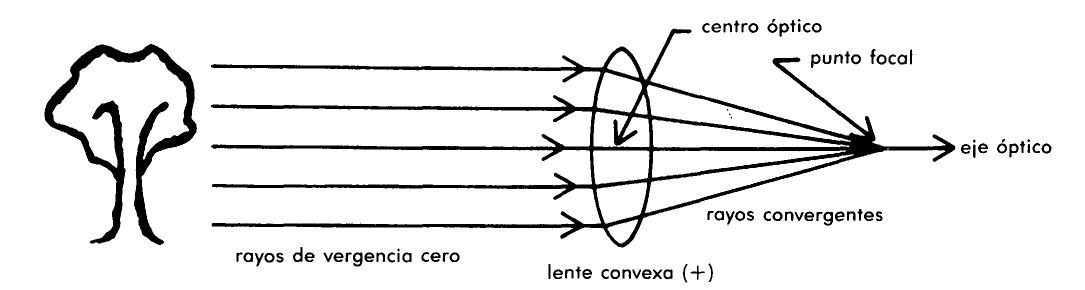 centro óptico
punto focal
eje óptico
rayos convergentes
rayos de vergencia cero
lente convexa (+)